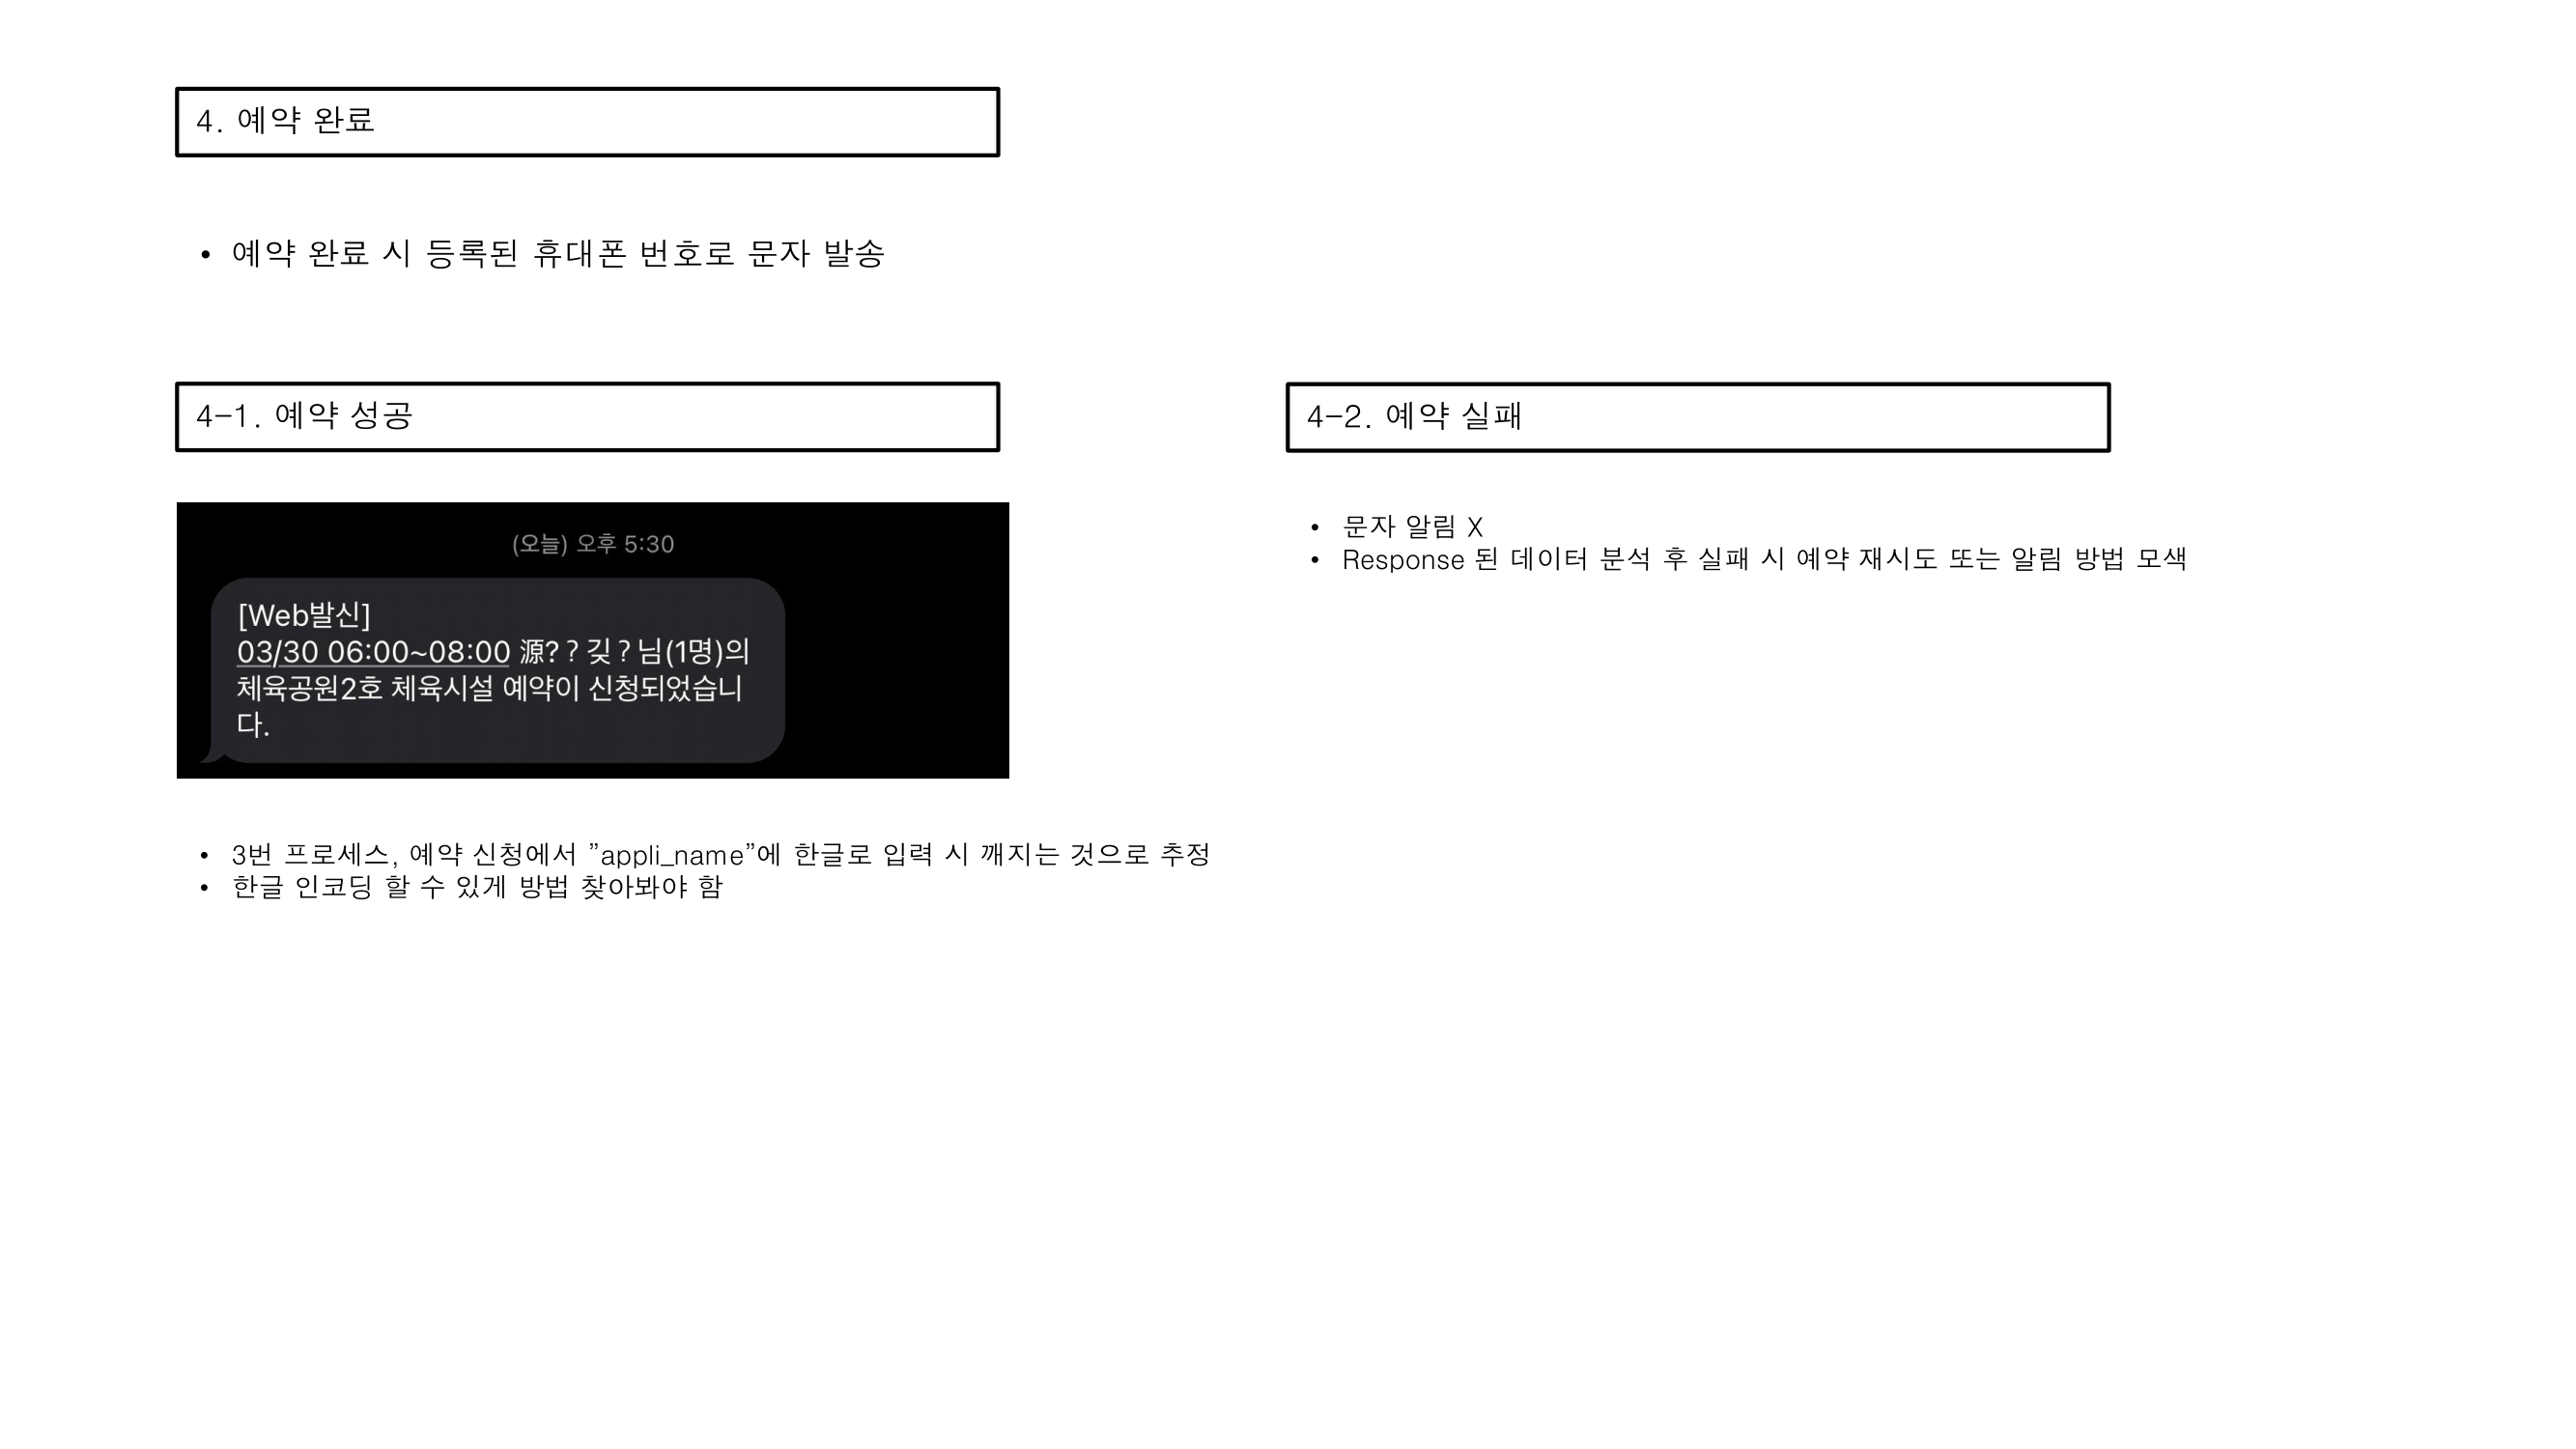 4. 예약 완료
• 예약 완료 시 등록된 휴대폰 번호로 문자 발송
4-1. 예약 성공
(오늘) 오후 5:30
[Web발신]
03/30 06:00~08:00 源?？깆？님(1명)의
체육공원2호 체육시설 예약이 신청되었습니
다.
• 3번 프로세스, 예약 신청에서 ”appli_name”에 한글로 입력 시 깨지는 것으로 추정
• 한글 인코딩 할 수 있게 방법 찾아봐야 함
4-2. 예약 실패
• 문자 알림 X
• Response 된 데이터 분석 후 실패 시 예약 재시도 또는 알림 방법 모색